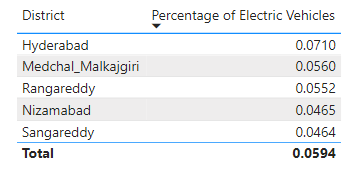 District Percentage of Electric Vehicles
Hyderabad 0.0710
Medchal_Malkajgiri 0.0560
Rangareddy 0.0552
Nizamabad 0.0465
Sangareddy 0.0464
Total 0.0594